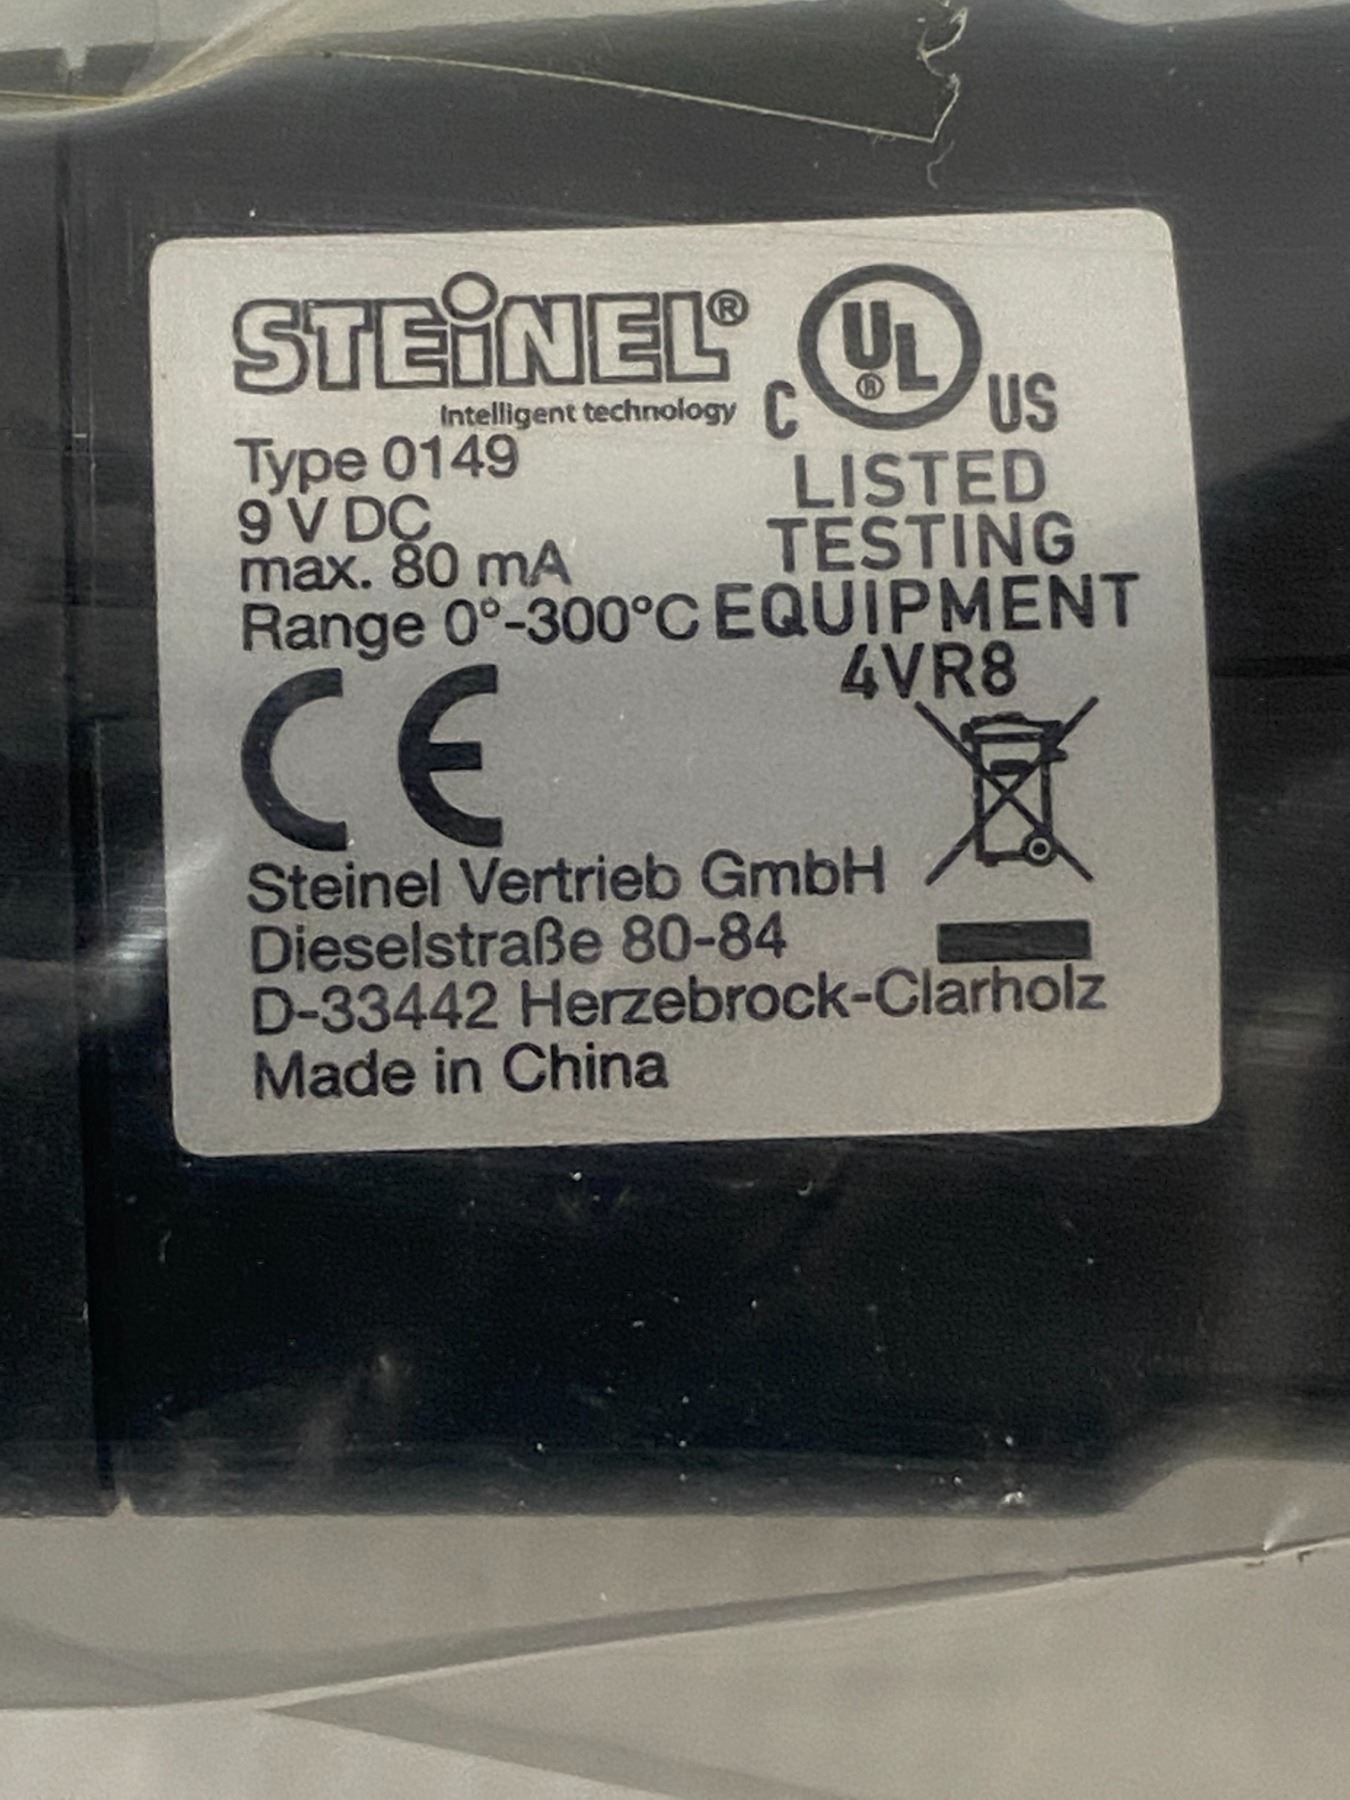 STEiNEL®
Intelligent technology
Type 0149
9 V DC
max. 80 mA
Range 0°-300°C
C UL® US
LISTED
TESTING
EQUIPMENT
4VR8
CE
Steinel Vertrieb GmbH
Dieselstraße 80-84
D-33442 Herzebrock-Clarholz
Made in China